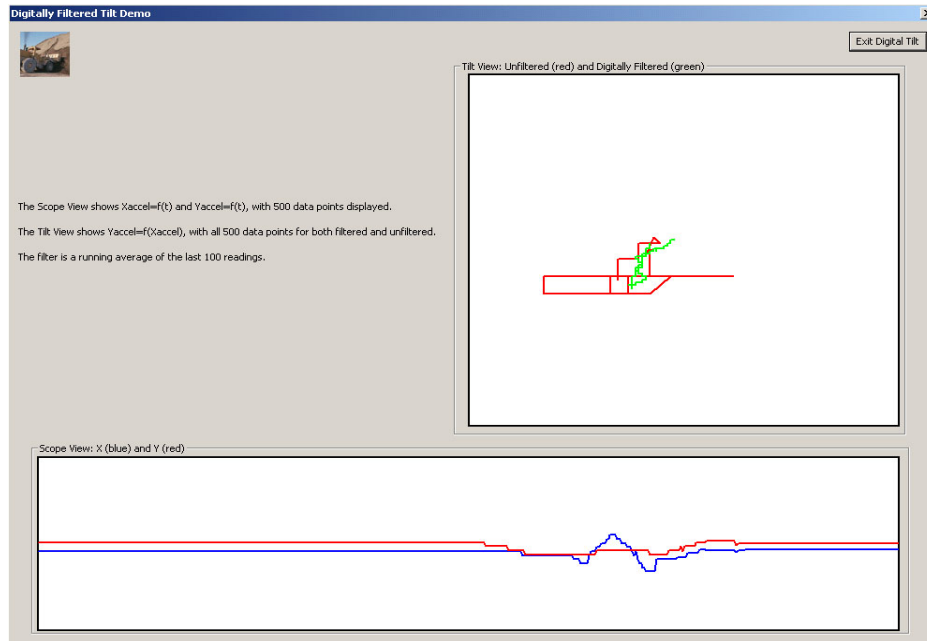 Digitally Filtered Tilt Demo
Exit Digital Tilt
Tilt View: Unfiltered (red) and Digitally Filtered (green)
The Scope View shows Xaccel=f(t) and Yaccel=f(t), with 500 data points displayed.
The Tilt View shows Yaccel=f(Xaccel), with all 500 data points for both filtered and unfiltered.
The filter is a running average of the last 100 readings.
Scope View: X (blue) and Y (red)